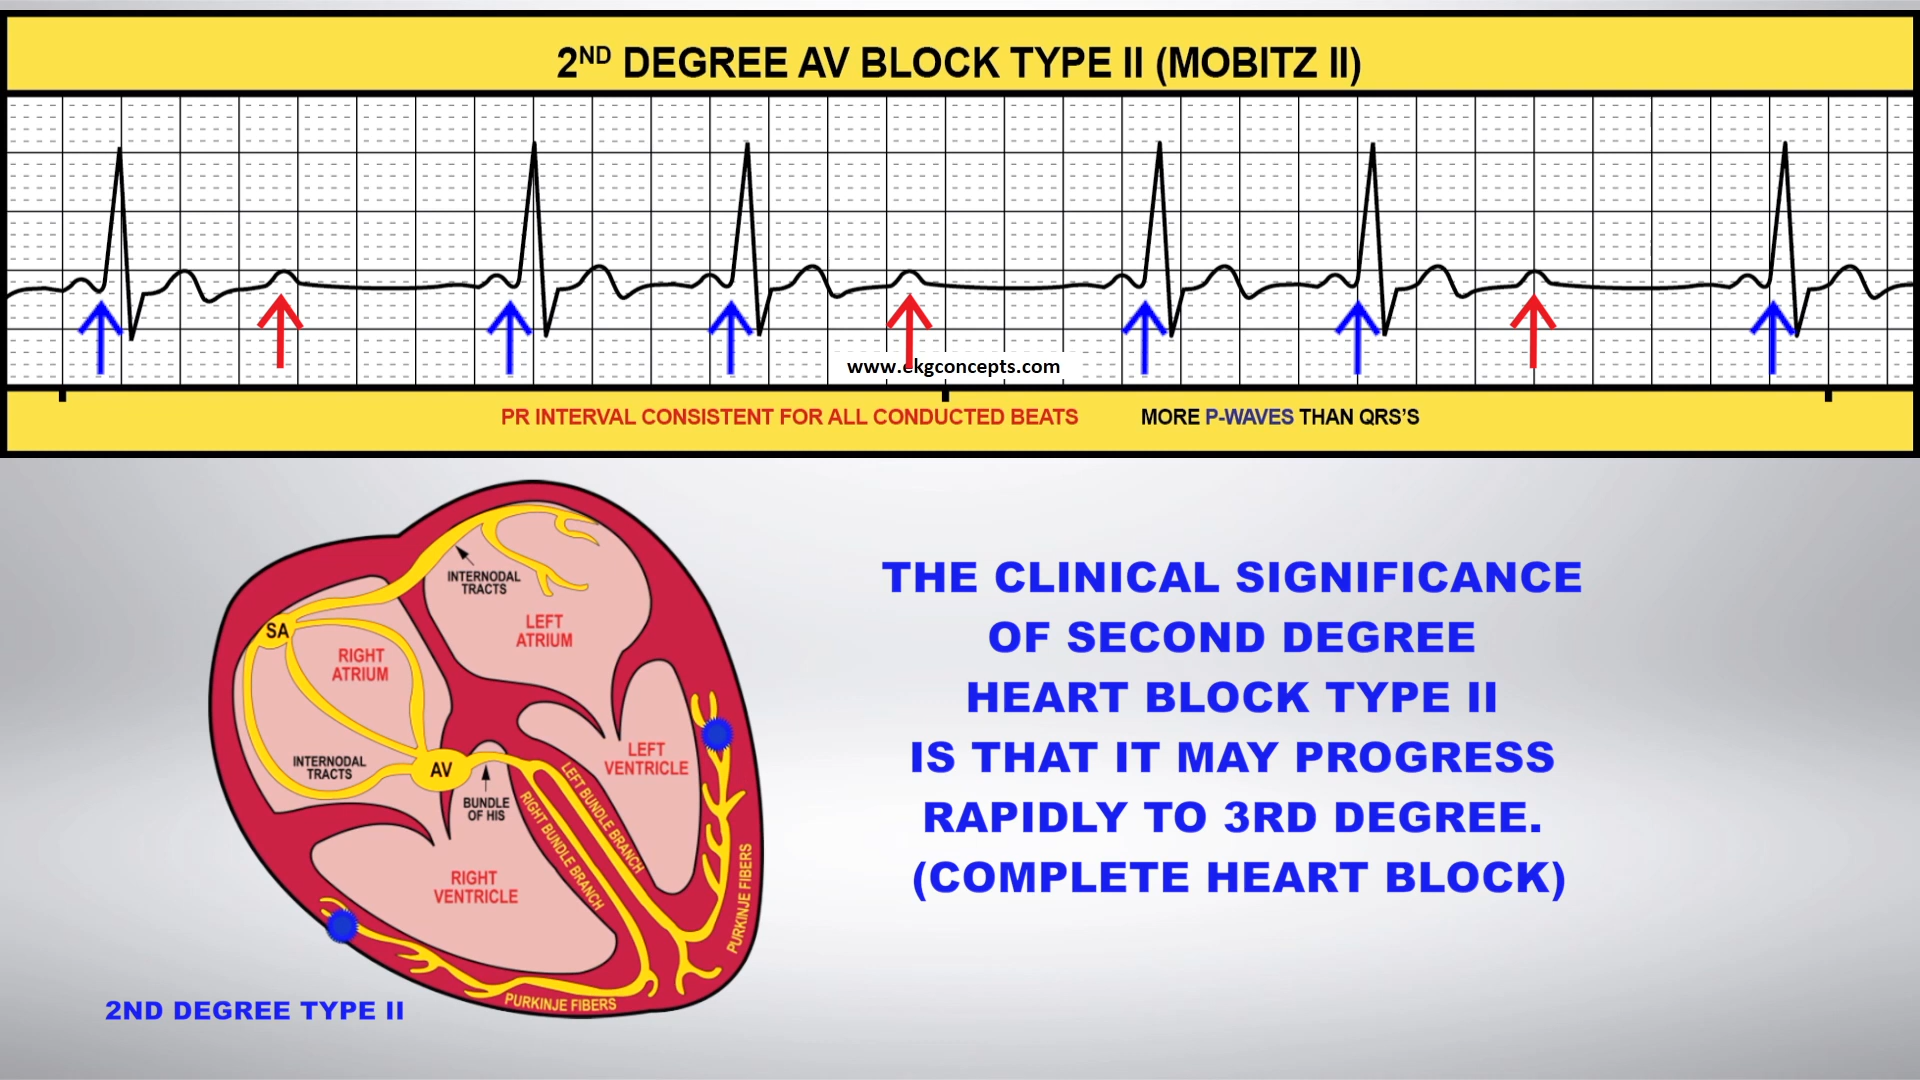 2ND DEGREE AV BLOCK TYPE II (MOBITZ II)
www.ekgconcepts.com
PR INTERVAL CONSISTENT FOR ALL CONDUCTED BEATS MORE P-WAVES THAN QRS'S
INTERNODAL
TRACTS
LEFT
ATRIUM
SA
RIGHT
ATRIUM
INTERNODAL
TRACTS
AV
BUNDLE
OF HIS
LEFT
VENTRICLE
LEFT BUNDLE BRANCH
RIGHT BUNDLE BRANCH
RIGHT
VENTRICLE
PURKINJE FIBERS
PURKINJE FIBERS
2ND DEGREE TYPE II
THE CLINICAL SIGNIFICANCE
OF SECOND DEGREE
HEART BLOCK TYPE II
IS THAT IT MAY PROGRESS
RAPIDLY TO 3RD DEGREE.
(COMPLETE HEART BLOCK)